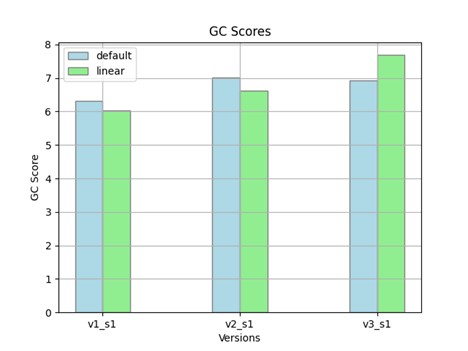 GC Scores
default
linear
GC Score
8
7
6
5
4
3
2
1
0
v1_s1 v2_s1 v3_s1
Versions